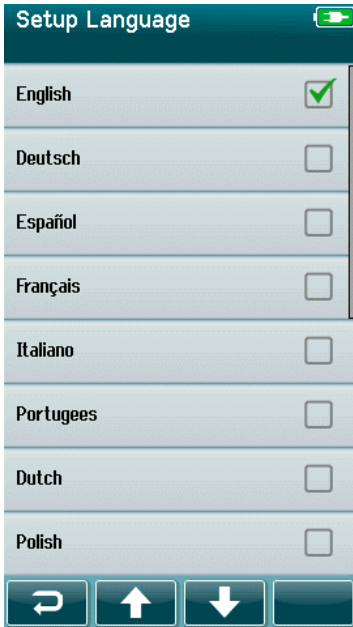 Setup Language
English
Deutsch
Español
Français
Italiano
Portugees
Dutch
Polish